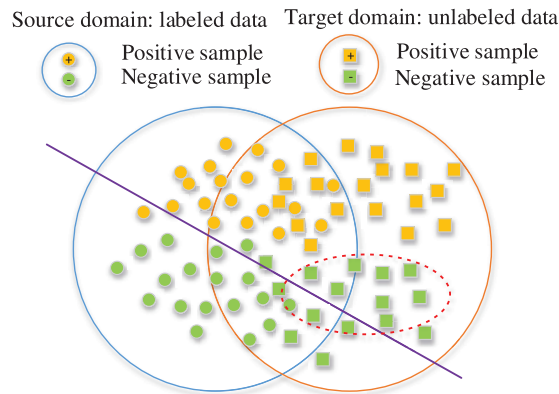 Source domain: labeled data
Target domain: unlabeled data
+
Positive sample
-
Negative sample
+
Positive sample
-
Negative sample